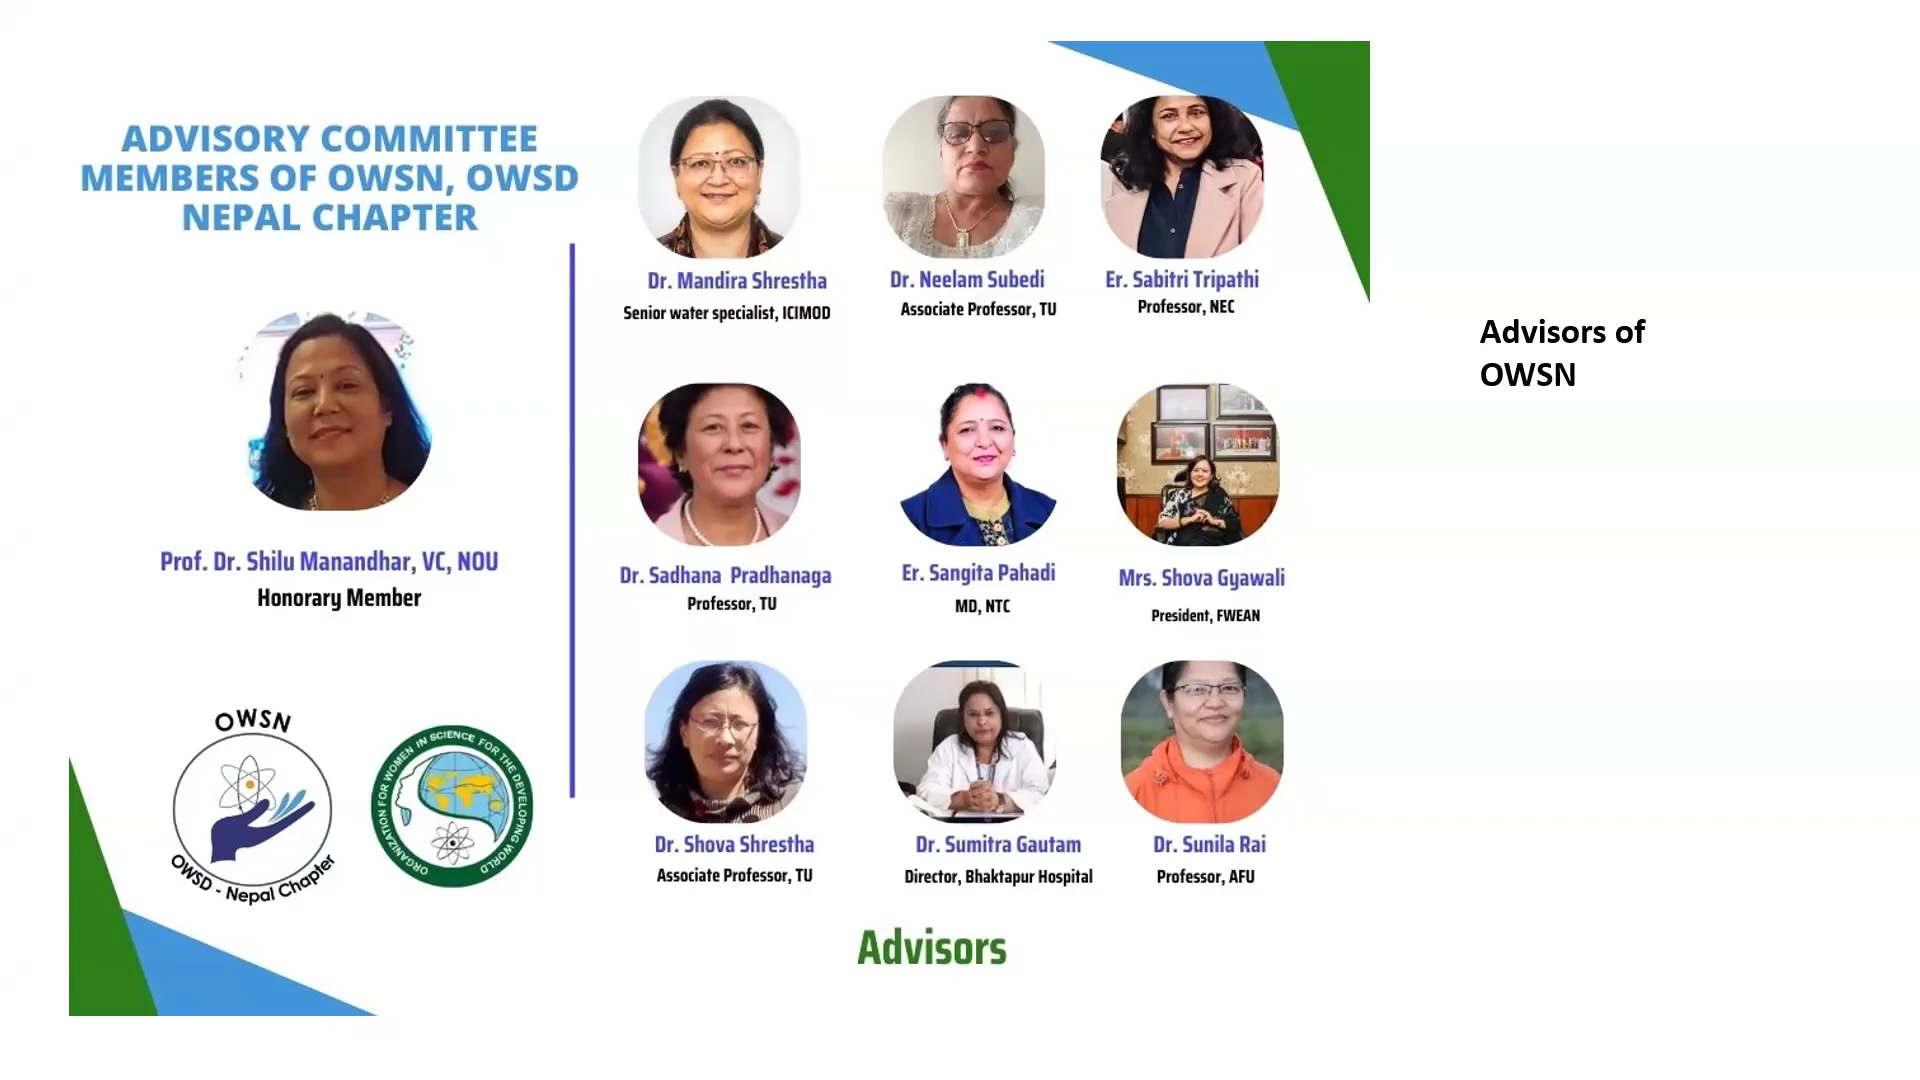 ADVISORY COMMITTEE
MEMBERS OF OWSN, OWSD
NEPAL CHAPTER
Prof. Dr. Shilu Manandhar, VC, NOU
Honorary Member
OWSN
OWSD - Nepal Chapter
ORGANIZATION FOR WOMEN IN SCIENCE FOR THE DEVELOPING WORLD
Dr. Mandira Shrestha
Senior water specialist, ICIMOD
Dr. Neelam Subedi
Associate Professor, TU
Er. Sabitri Tripathi
Professor, NEC
Dr. Sadhana Pradhanaga
Professor, TU
Er. Sangita Pahadi
MD, NTC
Mrs. Shova Gyawali
President, FWEAN
Dr. Shova Shrestha
Associate Professor, TU
Dr. Sumitra Gautam
Director, Bhaktapur Hospital
Dr. Sunila Rai
Professor, AFU
Advisors
Advisors of
OWSN